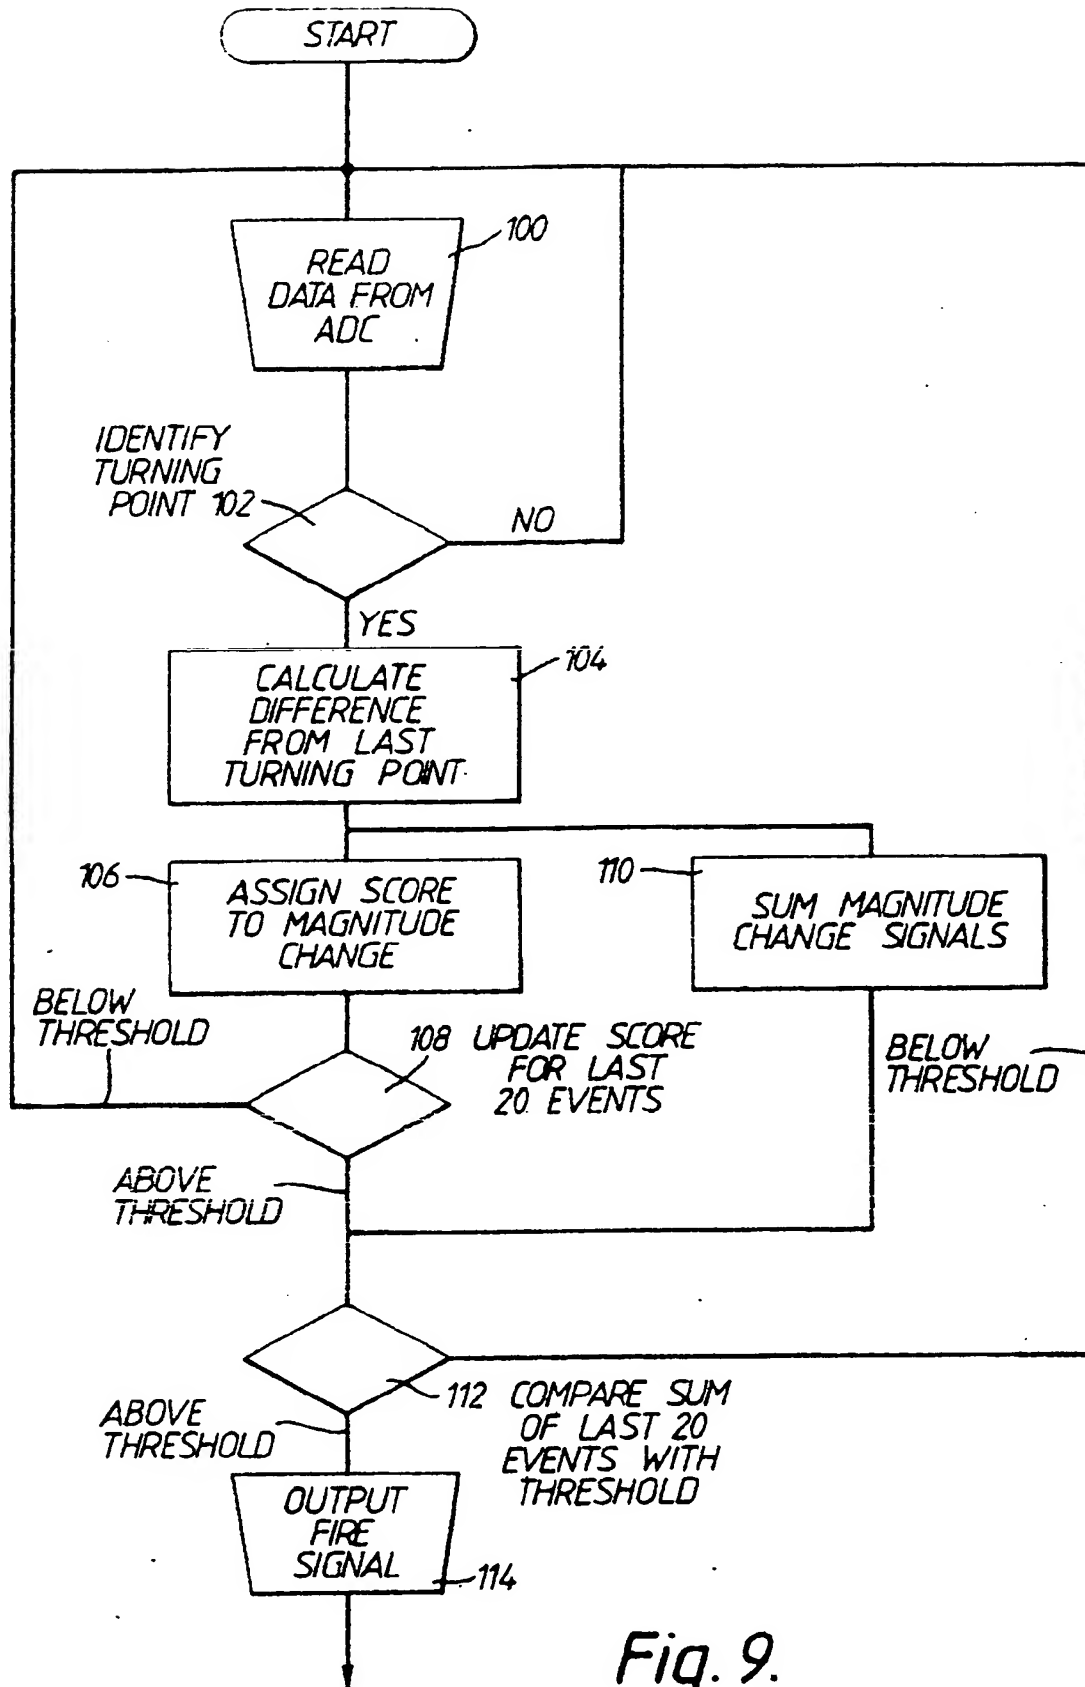 START
100
READ
DATA FROM
ADC
IDENTIFY
TURNING
POINT 102
NO
YES
104
CALCULATE
DIFFERENCE
FROM LAST
TURNING POINT
106
ASSIGN SCORE
TO MAGNITUDE
CHANGE
110
SUM MAGNITUDE
CHANGE SIGNALS
BELOW
THRESHOLD
108 UPDATE SCORE
FOR LAST
20 EVENTS
BELOW
THRESHOLD
ABOVE
THRESHOLD
112 COMPARE SUM
OF LAST 20
EVENTS WITH
THRESHOLD
ABOVE
THRESHOLD
OUTPUT
FIRE
SIGNAL
114
Fig. 9.